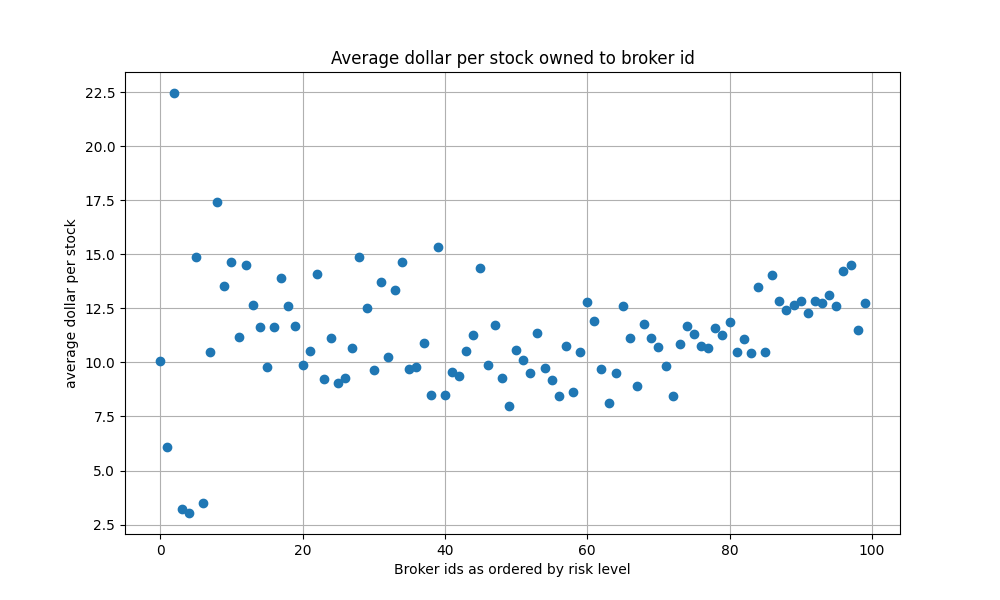 Average dollar per stock owned to broker id
22.5
20.0
17.5
15.0
12.5
10.0
7.5
5.0
2.5
average dollar per stock
0 20 40 60 80 100
Broker ids as ordered by risk level